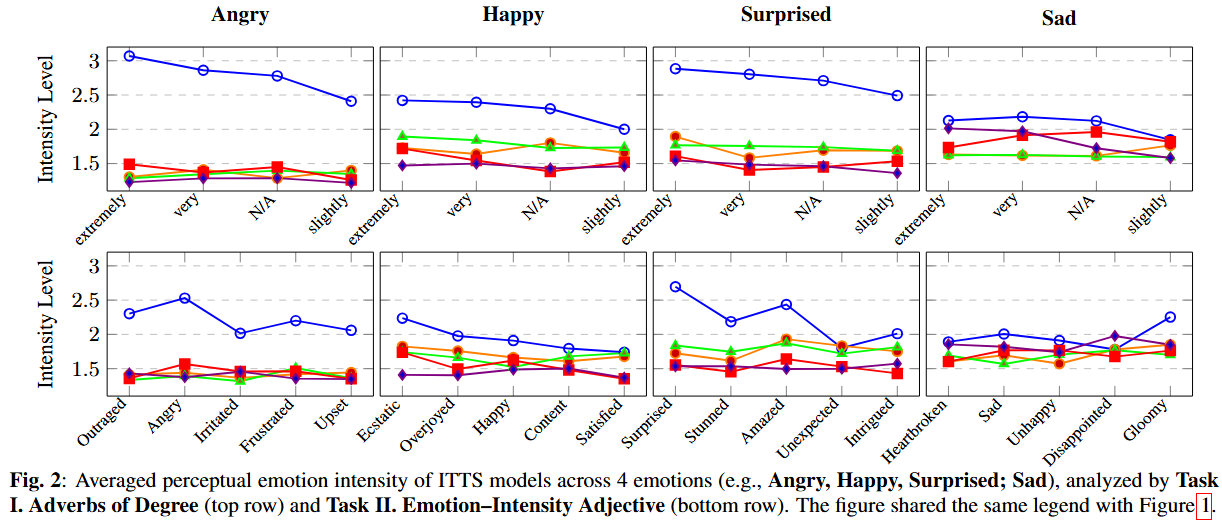 Angry Happy Surprised Sad
Intensity Level
3
2.5
2
1.5
extremely very N/A slightly extremely very N/A slightly extremely very N/A slightly extremely very N/A slightly
Intensity Level
3
2.5
2
1.5
Outraged Angry Irritated Frustrated Upset Ecstatic Overjoyed Happy Content Satisfied Surprised Stunned Amazed Unexpected Intrigued Heartbroken Sad Unhappy Disappointed Gloomy
Fig. 2: Averaged perceptual emotion intensity of ITTS models across 4 emotions (e.g., Angry, Happy, Surprised; Sad), analyzed by Task
I. Adverbs of Degree (top row) and Task II. Emotion–Intensity Adjective (bottom row). The figure shared the same legend with Figure 1.